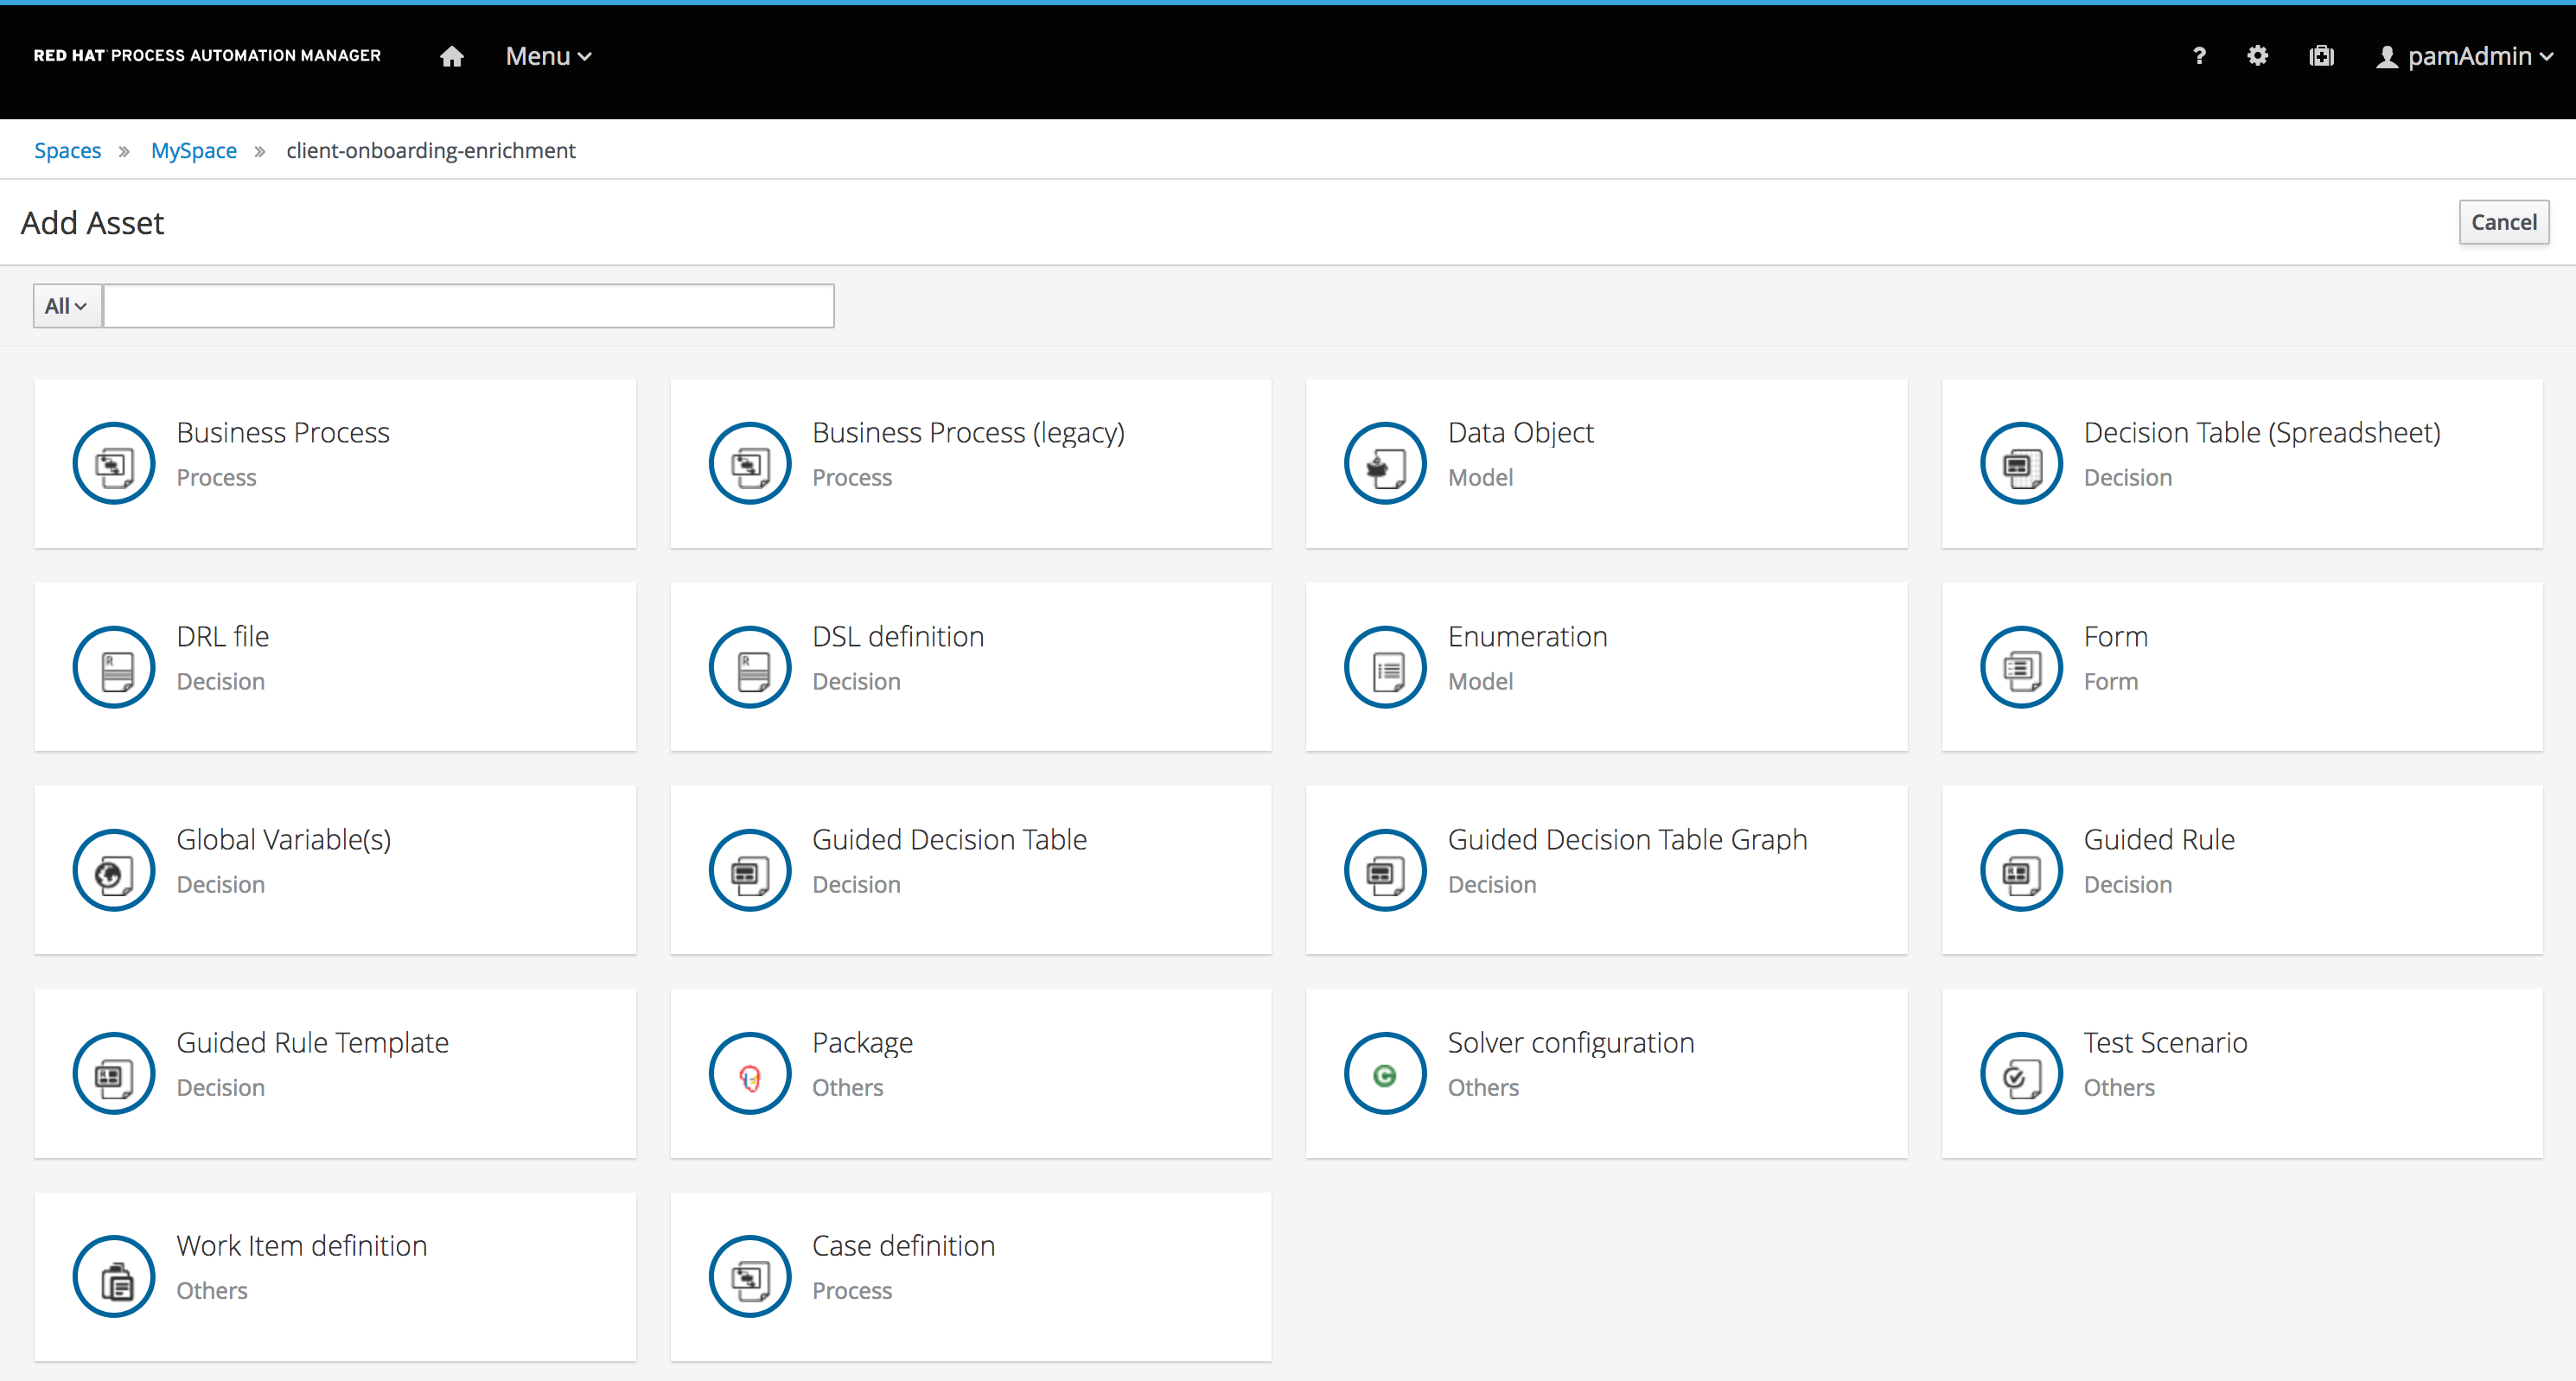 RED HAT PROCESS AUTOMATION MANAGER Menu ? pamAdmin
Spaces » MySpace » client-onboarding-enrichment
Add Asset Cancel
All
Business Process Business Process (legacy) Data Object Decision Table (Spreadsheet)
Process Process Model Decision
DRL file DSL definition Enumeration Form
Decision Decision Model Form
Global Variable(s) Guided Decision Table Guided Decision Table Graph Guided Rule
Decision Decision Decision Decision
Guided Rule Template Package Solver configuration Test Scenario
Decision Others Others Others
Work Item definition Case definition
Others Process